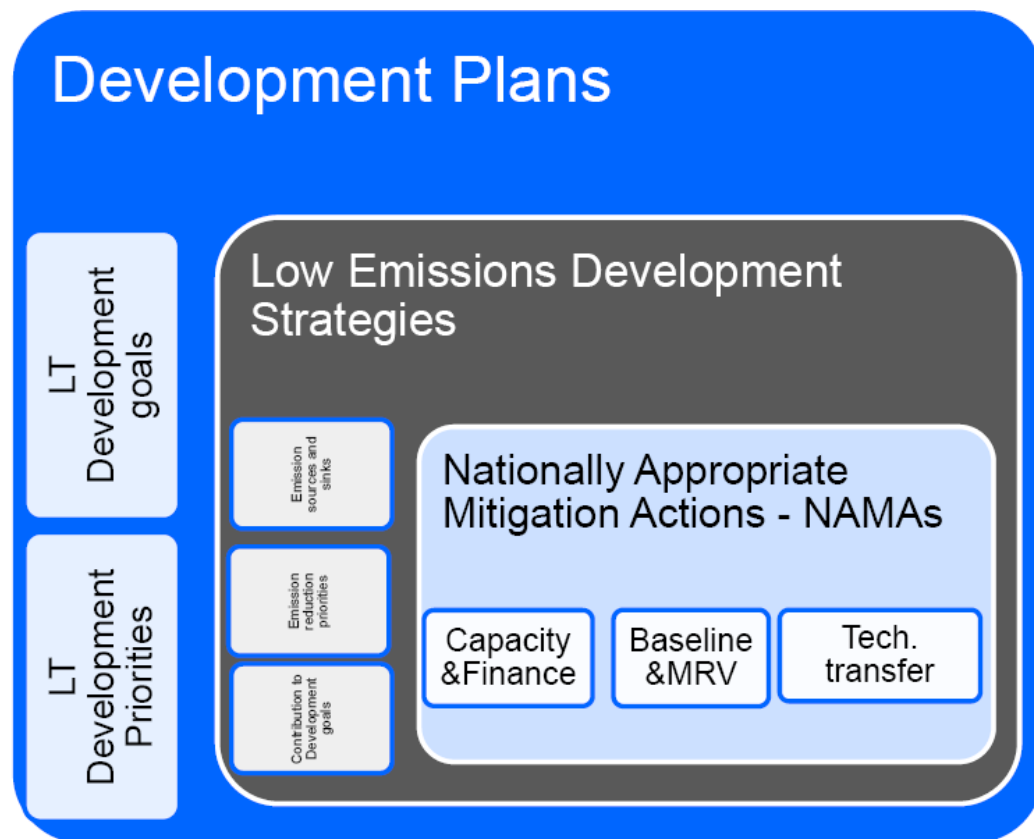 Development Plans
LT
Development
goals
LT
Development
Priorities
Low Emissions Development
Strategies
Emission
sources and
sinks
Emission
reduction
priorities
Contribution to
Development
goals
Nationally Appropriate
Mitigation Actions - NAMAs
Capacity
&Finance
Baseline
&MRV
Tech.
transfer